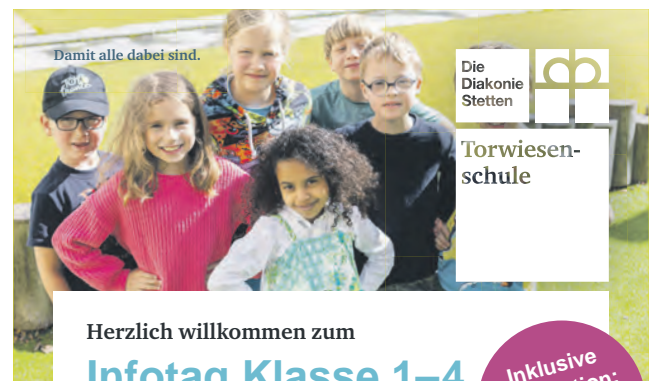 Damit alle dabei sind.
Die
Diakonie
Stetten
Torwiesen-
schule
Herzlich willkommen zum
Infotag Klasse 1–4
Inklusive